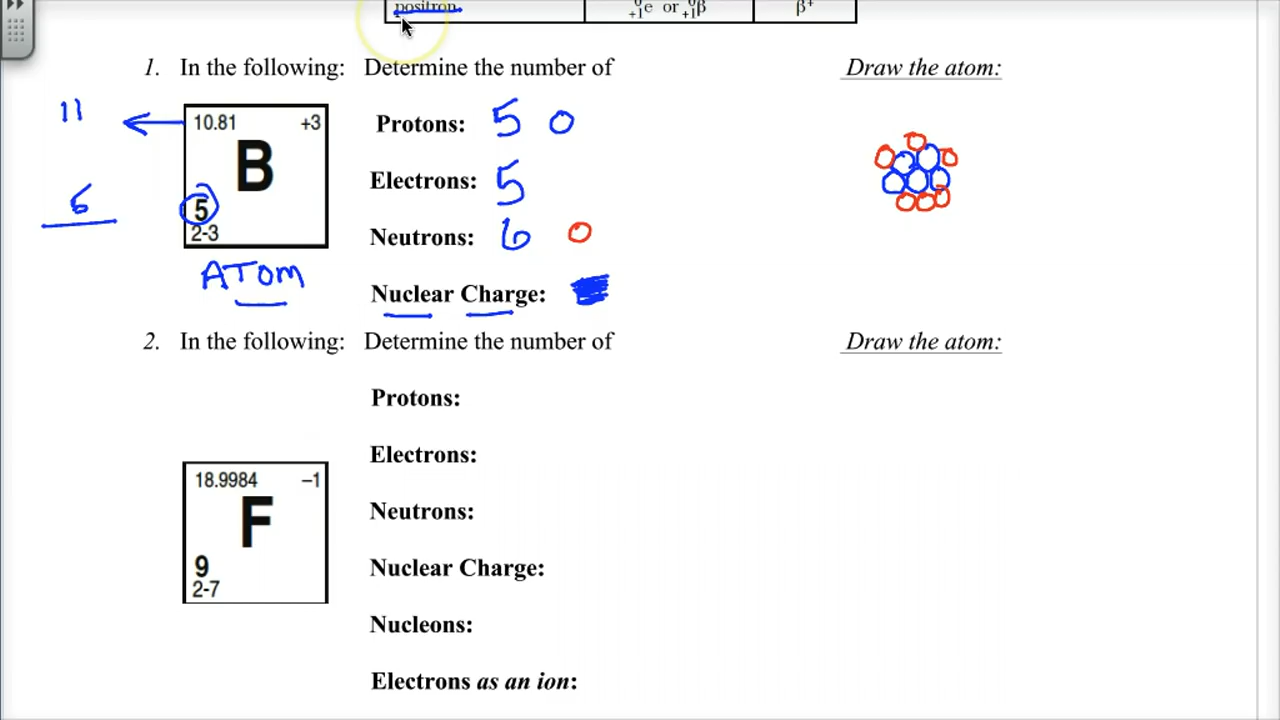 positron
⁰₊₁e or ⁰₊₁β
β⁺
1. In the following: Determine the number of
Draw the atom:
11
10.81 +3
B
5
2-3
6
ATOM
Protons: 5 0
Electrons: 5
Neutrons: 6 0
Nuclear Charge:
2. In the following: Determine the number of
Draw the atom:
18.9984 –1
F
9
2-7
Protons:
Electrons:
Neutrons:
Nuclear Charge:
Nucleons:
Electrons as an ion: